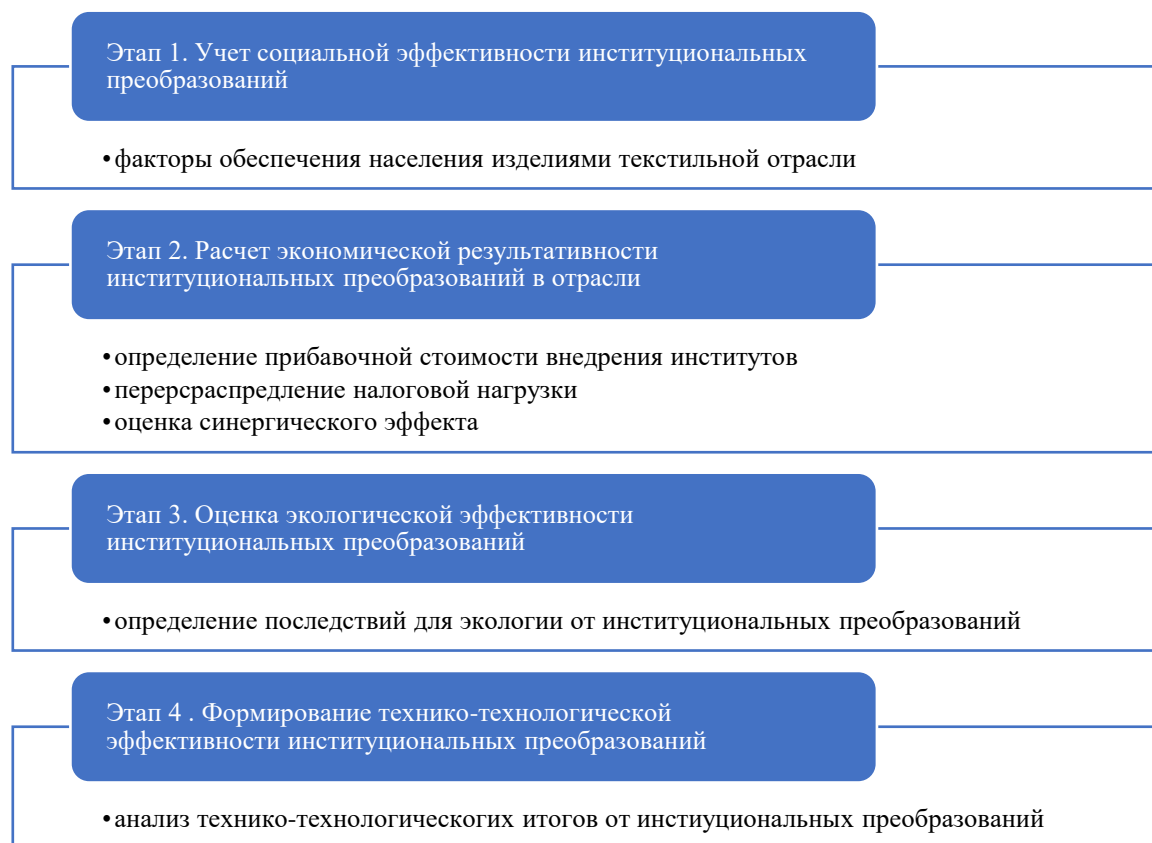 Этап 1. Учет социальной эффективности институциональных
преобразований
•факторы обеспечения населения изделиями текстильной отрасли
Этап 2. Расчет экономической результативности
институциональных преобразований в отрасли
•определение прибавочной стоимости внедрения институтов
•перерсраспредление налоговой нагрузки
•оценка синергического эффекта
Этап 3. Оценка экологической эффективности
институциональных преобразований
•определение последствий для экологии от институциональных преобразований
Этап 4 . Формирование технико-технологической
эффективности институциональных преобразований
•анализ технико-технологическогих итогов от инстиуциональных преобразований